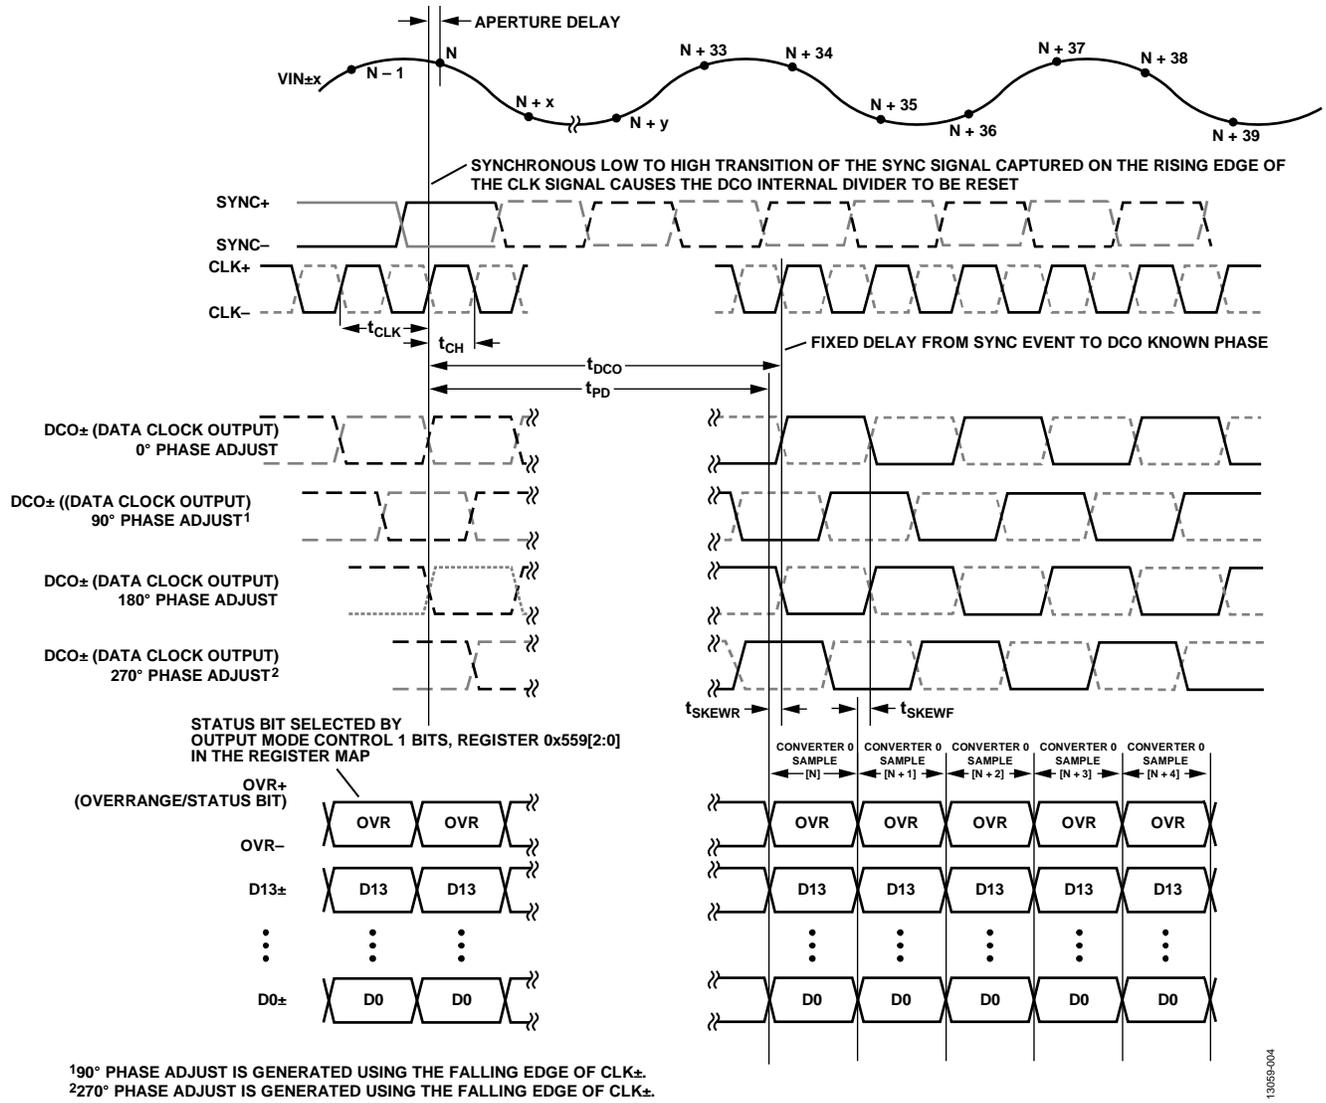 APERTURE DELAY
VIN±x
N – 1
N
N + x
N + y
N + 33
N + 34
N + 35
N + 36
N + 37
N + 38
N + 39
SYNCHRONOUS LOW TO HIGH TRANSITION OF THE SYNC SIGNAL CAPTURED ON THE RISING EDGE OF
THE CLK SIGNAL CAUSES THE DCO INTERNAL DIVIDER TO BE RESET
SYNC+
SYNC–
CLK+
CLK–
tCLK
tCH
FIXED DELAY FROM SYNC EVENT TO DCO KNOWN PHASE
tDCO
tPD
DCO± (DATA CLOCK OUTPUT)
0° PHASE ADJUST
DCO± ((DATA CLOCK OUTPUT)
90° PHASE ADJUST1
DCO± (DATA CLOCK OUTPUT)
180° PHASE ADJUST
DCO± (DATA CLOCK OUTPUT)
270° PHASE ADJUST2
tSKEWR
tSKEWF
STATUS BIT SELECTED BY
OUTPUT MODE CONTROL 1 BITS, REGISTER 0x559[2:0]
IN THE REGISTER MAP
CONVERTER 0
SAMPLE
[N]
CONVERTER 0
SAMPLE
[N + 1]
CONVERTER 0
SAMPLE
[N + 2]
CONVERTER 0
SAMPLE
[N + 3]
CONVERTER 0
SAMPLE
[N + 4]
OVR+
(OVERRANGE/STATUS BIT)
OVR–
OVR OVR OVR OVR OVR OVR OVR
D13± D13 D13 D13 D13 D13 D13 D13
D0± D0 D0 D0 D0 D0 D0 D0
190° PHASE ADJUST IS GENERATED USING THE FALLING EDGE OF CLK±.
2270° PHASE ADJUST IS GENERATED USING THE FALLING EDGE OF CLK±.
13059-004